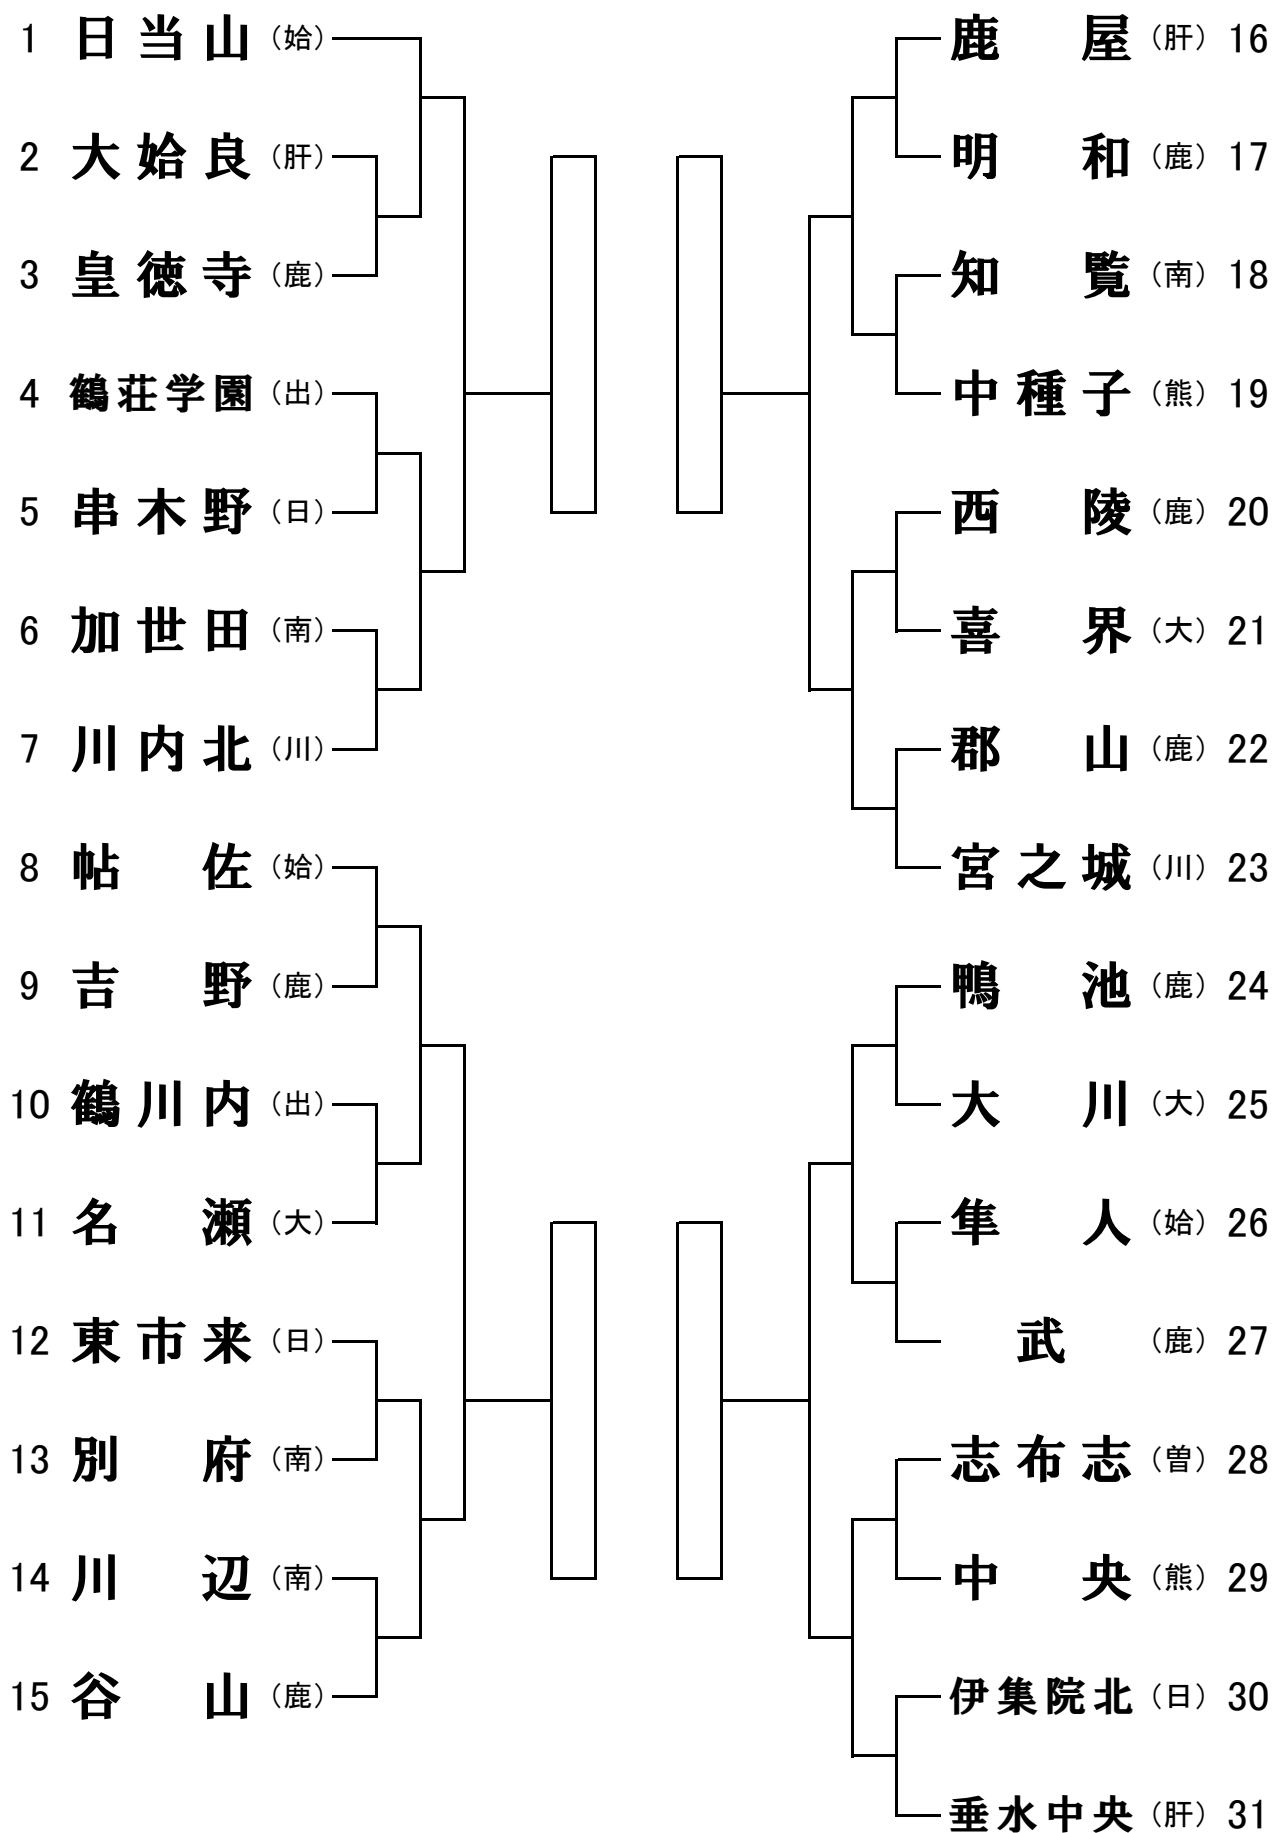 1 日当山 （姶）
2 大姶良 （肝）
3 皇徳寺 （鹿）
4 鶴荘学園 （出）
5 串木野 （日）
6 加世田 （南）
7 川内北 （川）
8 帖佐 （姶）
9 吉野 （鹿）
10 鶴川内 （出）
11 名瀬 （大）
12 東市来 （日）
13 別府 （南）
14 川辺 （南）
15 谷山 （鹿）
鹿屋 （肝） 16
明和 （鹿） 17
知覧 （南） 18
中種子 （熊） 19
西陵 （鹿） 20
喜界 （大） 21
郡山 （鹿） 22
宮之城 （川） 23
鴨池 （鹿） 24
大川 （大） 25
隼人 （姶） 26
武 （鹿） 27
志布志 （曽） 28
中央 （熊） 29
伊集院北 （日） 30
垂水中央 （肝） 31